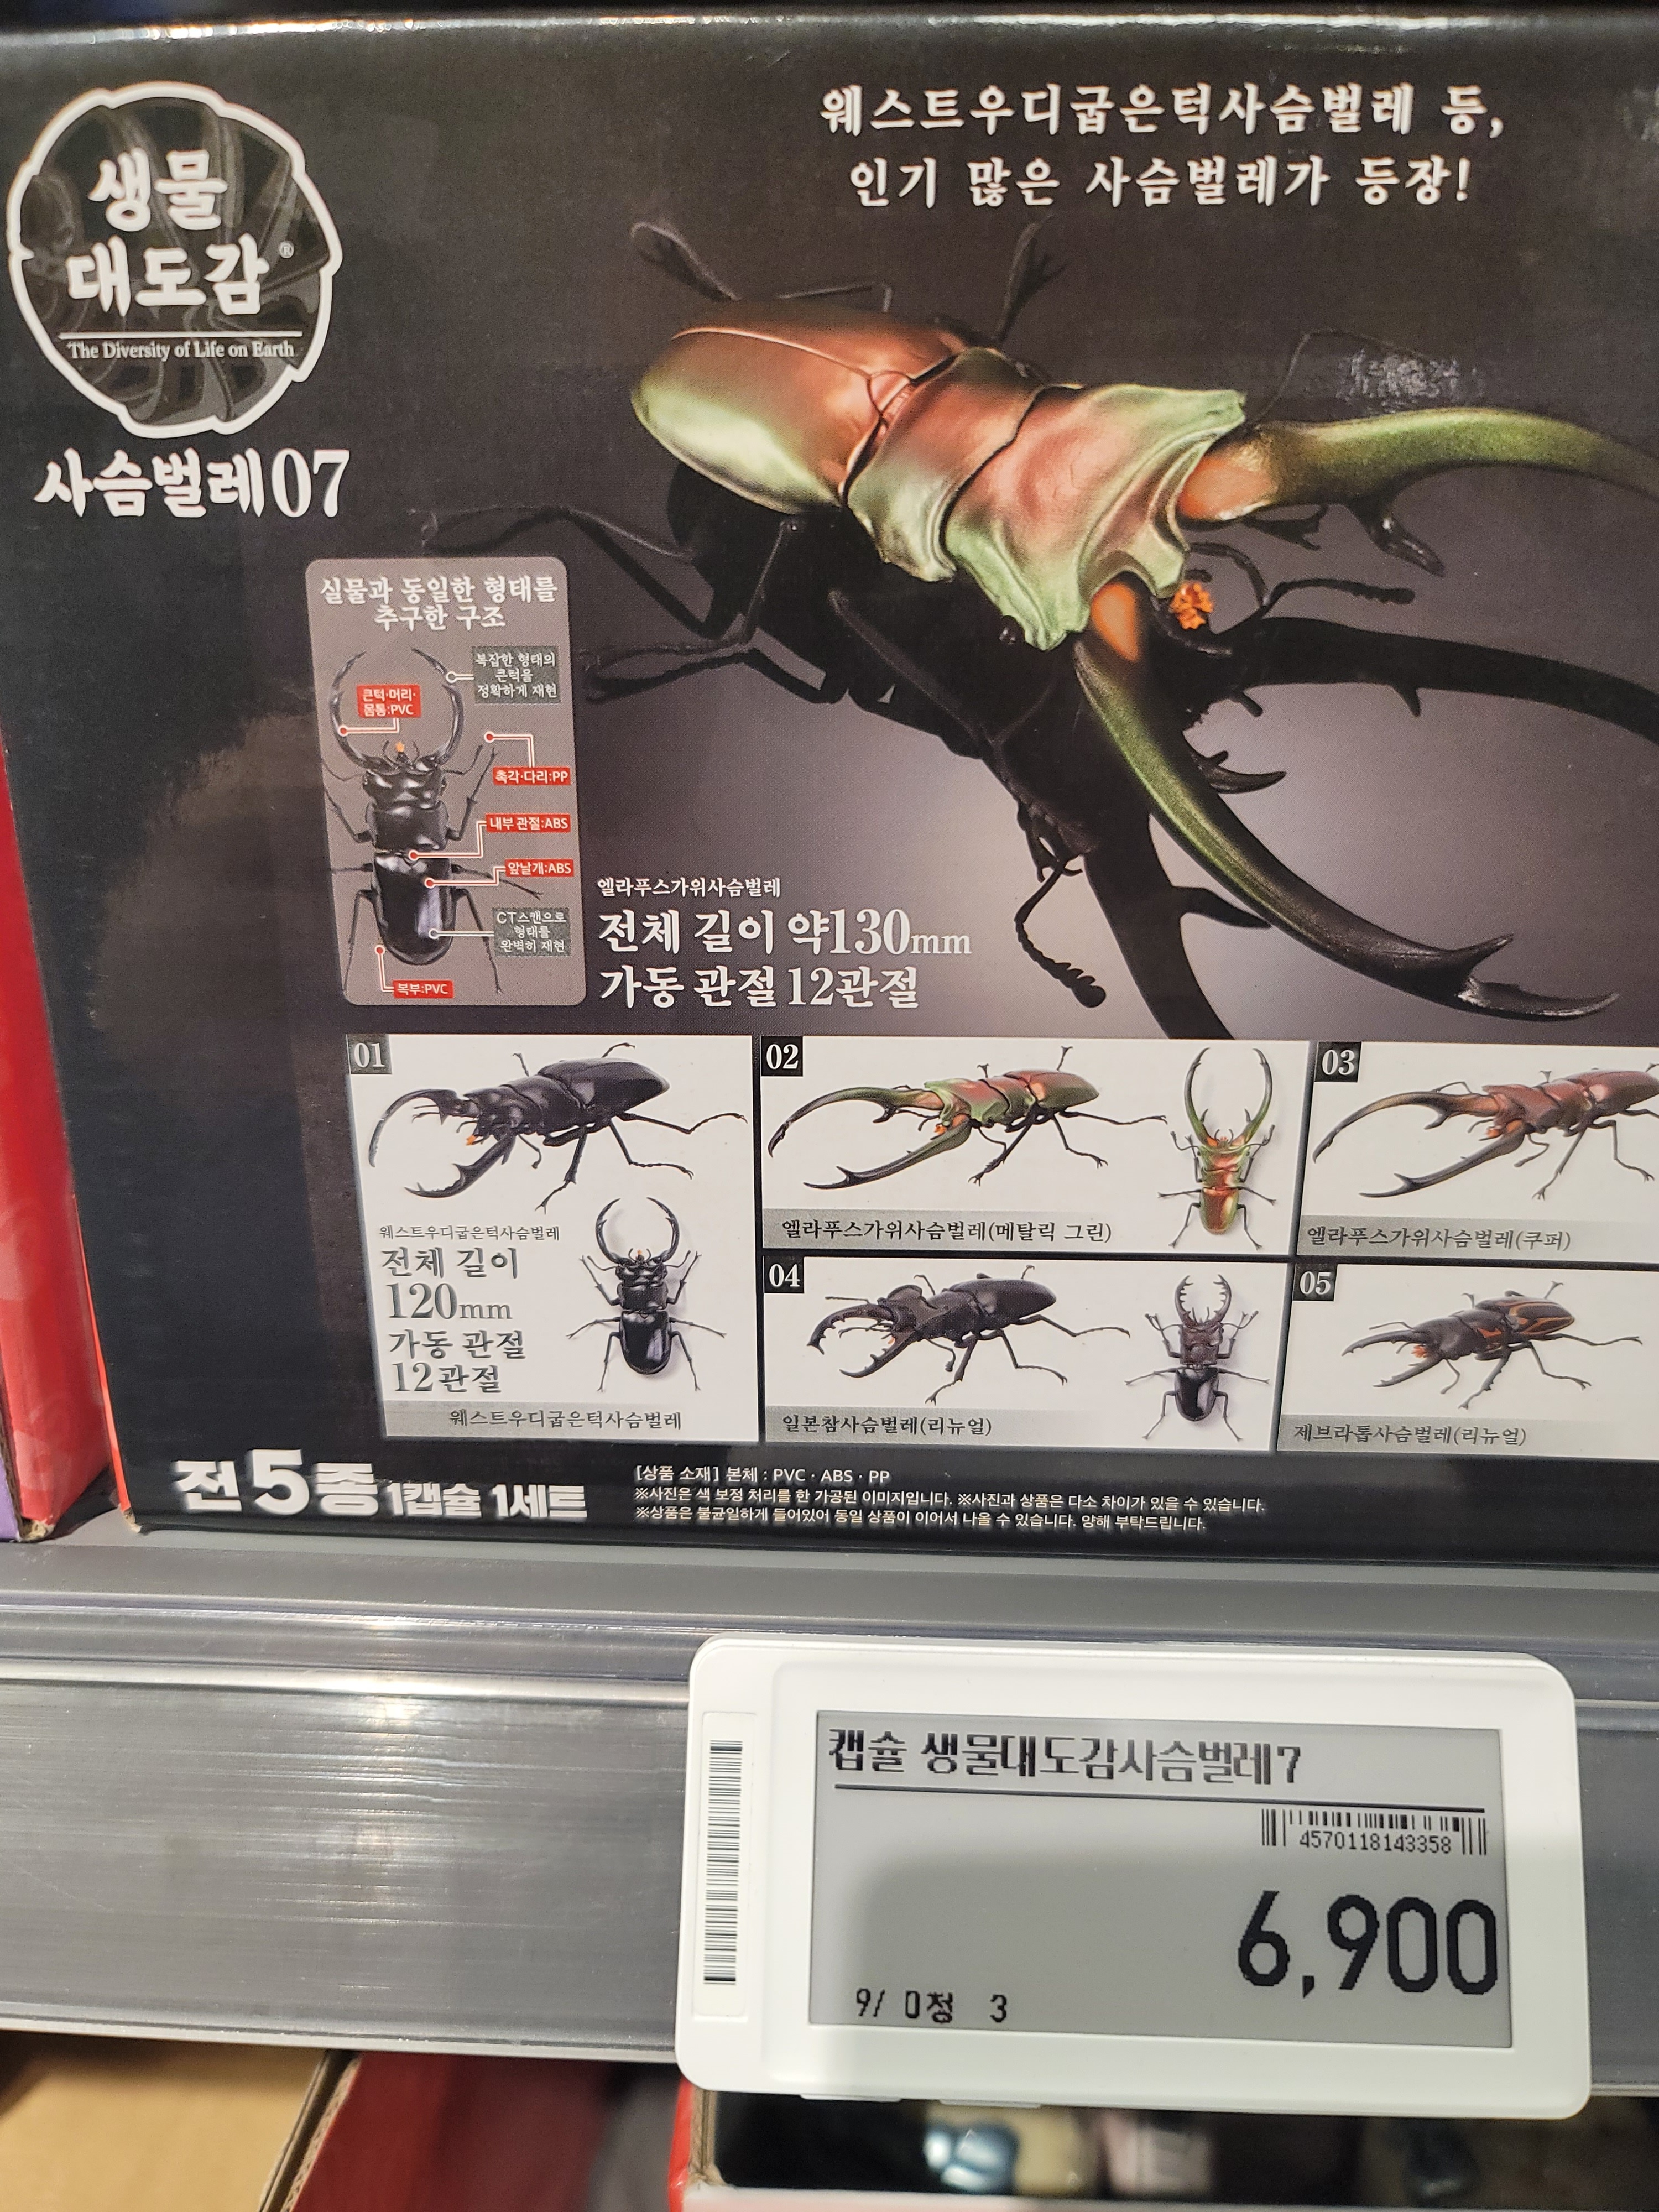 웨스트우디굽은턱사슴벌레 등,
인기 많은 사슴벌레가 등장!
생물
대도감®
The Diversity of Life on Earth
사슴벌레07
실물과 동일한 형태를
추구한 구조
복잡한 형태의
큰턱을
정확하게 재현
큰턱·머리·
몸통:PVC
촉각·다리:PP
내부 관절:ABS
앞날개:ABS
CT스캔으로
형태를
완벽히 재현
복부:PVC
엘라푸스가위사슴벌레
전체 길이 약130mm
가동 관절 12관절
01
웨스트우디굽은턱사슴벌레
전체 길이
120mm
가동 관절
12관절
웨스트우디굽은턱사슴벌레
02
엘라푸스가위사슴벌레(메탈릭 그린)
03
엘라푸스가위사슴벌레(쿠퍼)
04
일본참사슴벌레(리뉴얼)
05
제브라톱사슴벌레(리뉴얼)
전5종 1캡슐 1세트
[상품 소재] 본체 : PVC · ABS · PP
※사진은 색 보정 처리를 한 가공된 이미지입니다. ※사진과 상품은 다소 차이가 있을 수 있습니다.
※상품은 불균일하게 들어있어 동일 상품이 이어서 나올 수 있습니다. 양해 부탁드립니다.
캡슐 생물대도감사슴벌레7
4570118143358
6,900
9/ 0정 3